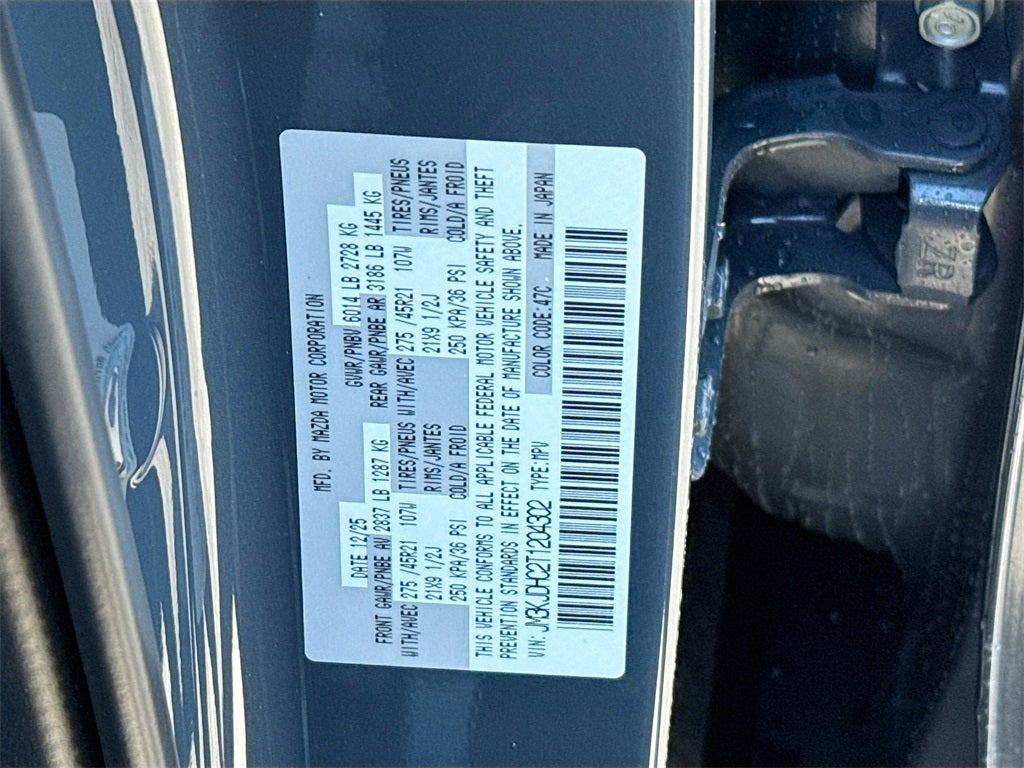 MFD. BY MAZDA MOTOR CORPORATION
DATE 12/25 GVWR/PNBV 6014 LB 2728 KG
FRONT GAWR/PNBE AV 2837 LB 1287 KG REAR GAWR/PNBE AR 3186 LB 1445 KG
WITH/AVEC 275 /45R21 107W TIRES/PNEUS WITH/AVEC 275 /45R21 107W TIRES/PNEUS
21X9 1/2J RIMS/JANTES 21X9 1/2J RIMS/JANTES
250 KPA/36 PSI COLD/A FROID 250 KPA/36 PSI COLD/A FROID
THIS VEHICLE CONFORMS TO ALL APPLICABLE FEDERAL MOTOR VEHICLE SAFETY AND THEFT
PREVENTION STANDARDS IN EFFECT ON THE DATE OF MANUFACTURE SHOWN ABOVE.
VIN: JM3KJDHC2T1204302 TYPE:MPV COLOR CODE:47C. MADE IN JAPAN
ZR